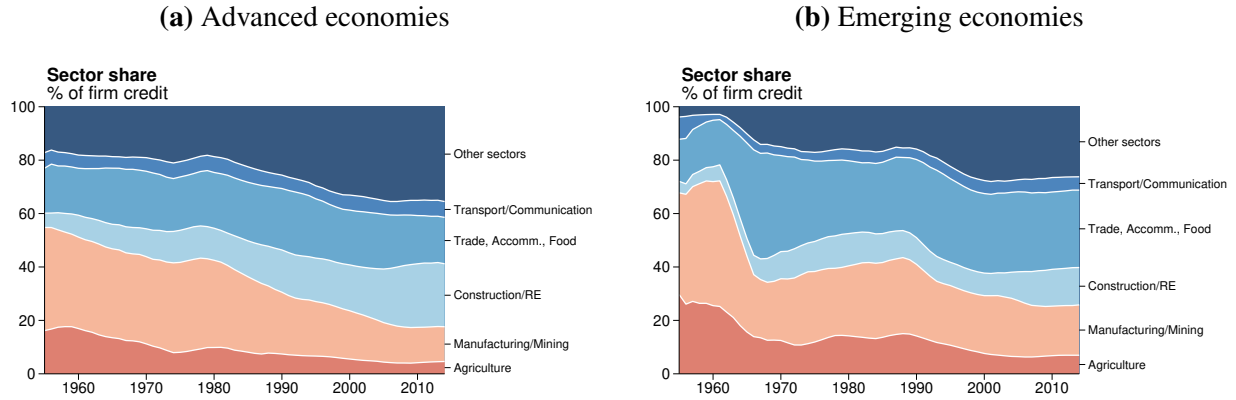 (a) Advanced economies
Sector share
% of firm credit
100
80
60
40
20
0
1960 1970 1980 1990 2000 2010
Other sectors
Transport/Communication
Trade, Accomm., Food
Construction/RE
Manufacturing/Mining
Agriculture
(b) Emerging economies
Sector share
% of firm credit
100
80
60
40
20
0
1960 1970 1980 1990 2000 2010
Other sectors
Transport/Communication
Trade, Accomm., Food
Construction/RE
Manufacturing/Mining
Agriculture